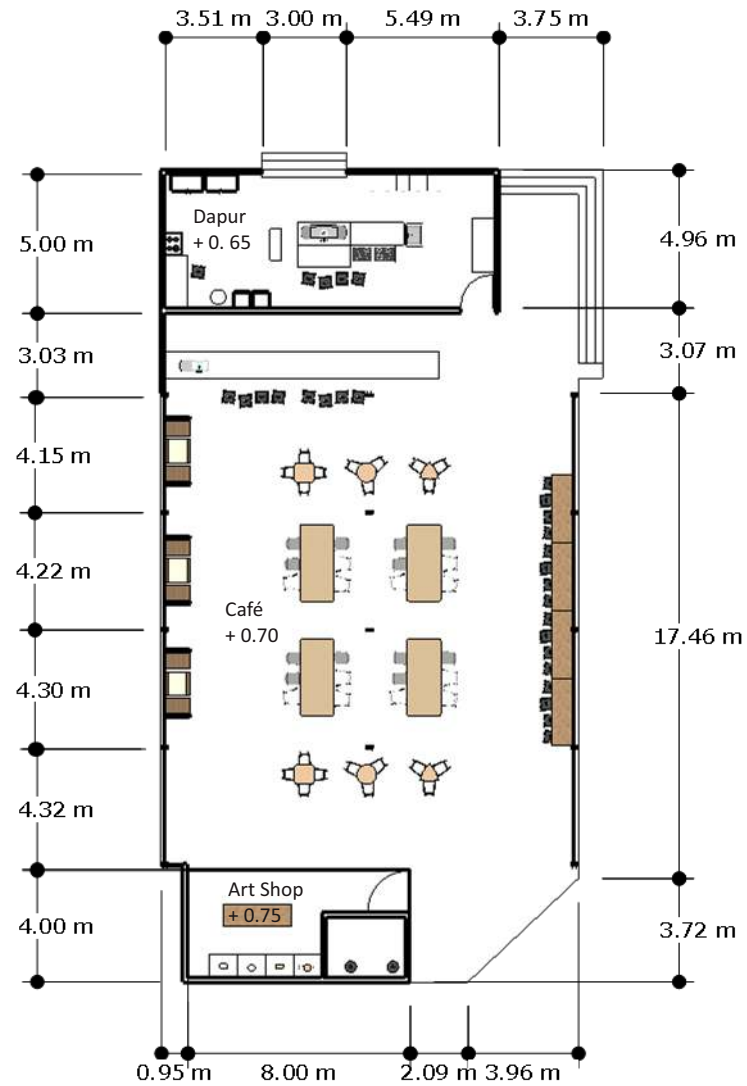 3.51 m 3.00 m 5.49 m 3.75 m
Dapur
+ 0. 65
5.00 m
4.96 m
3.03 m
3.07 m
4.15 m
4.22 m
Café
+ 0.70
17.46 m
4.30 m
4.32 m
Art Shop
+ 0.75
4.00 m
3.72 m
0.95 m 8.00 m 2.09 m 3.96 m